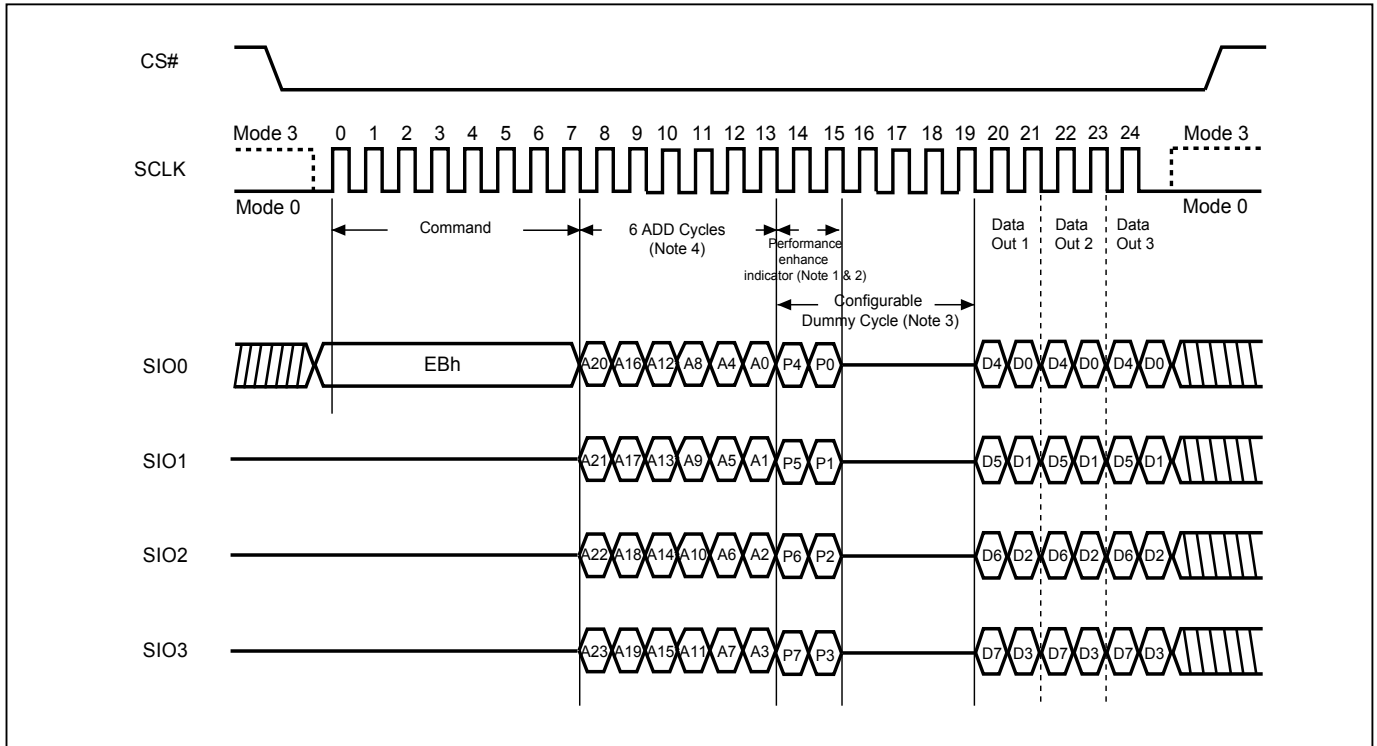 CS#
Mode 3 0 1 2 3 4 5 6 7 8 9 10 11 12 13 14 15 16 17 18 19 20 21 22 23 24 Mode 3
SCLK
Mode 0 Mode 0
Command
6 ADD Cycles
(Note 4)
Performance
enhance
indicator (Note 1 & 2)
Data
Out 1
Data
Out 2
Data
Out 3
Configurable
Dummy Cycle (Note 3)
SIO0 EBh A20 A16 A12 A8 A4 A0 P4 P0 D4 D0 D4 D0 D4 D0
SIO1 A21 A17 A13 A9 A5 A1 P5 P1 D5 D1 D5 D1 D5 D1
SIO2 A22 A18 A14 A10 A6 A2 P6 P2 D6 D2 D6 D2 D6 D2
SIO3 A23 A19 A15 A11 A7 A3 P7 P3 D7 D3 D7 D3 D7 D3